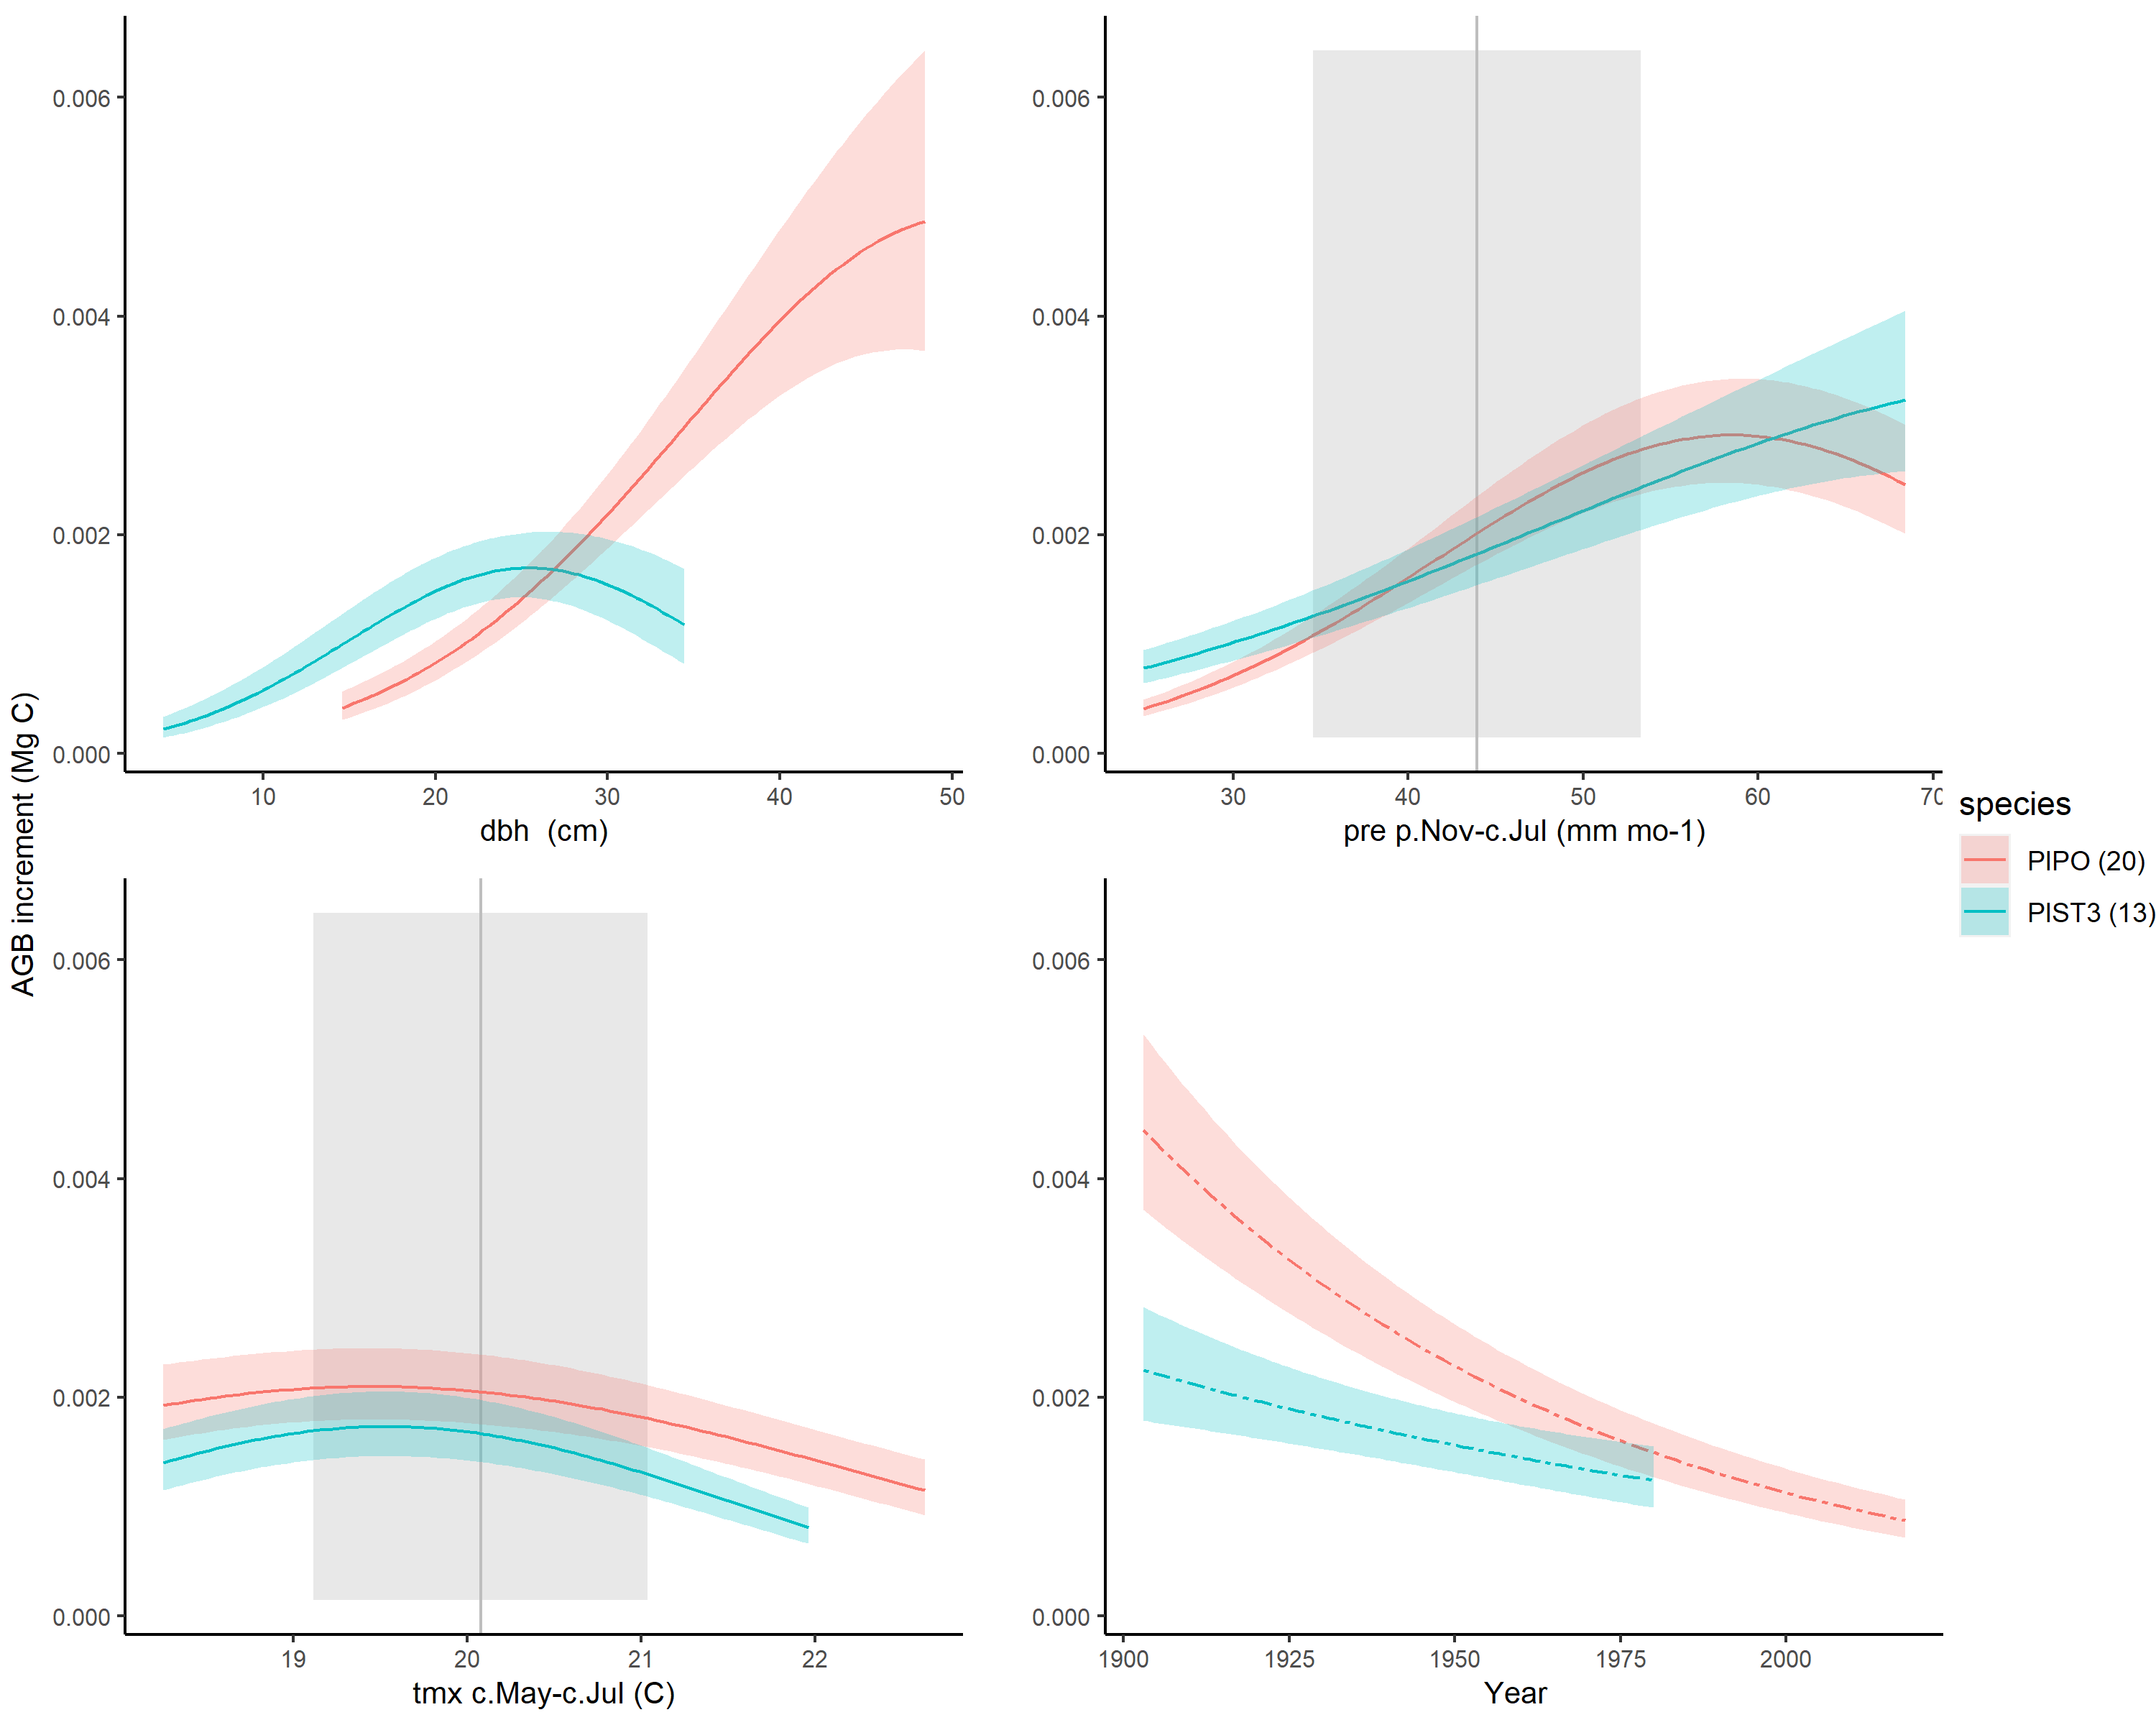 AGB increment (Mg C)
0.006
0.004
0.002
0.000
10 20 30 40 50
dbh  (cm)
0.006
0.004
0.002
0.000
30 40 50 60 70
pre p.Nov-c.Jul (mm mo-1)
0.006
0.004
0.002
0.000
19 20 21 22
tmx c.May-c.Jul (C)
0.006
0.004
0.002
0.000
1900 1925 1950 1975 2000
Year
species
PIPO (20)
PIST3 (13)